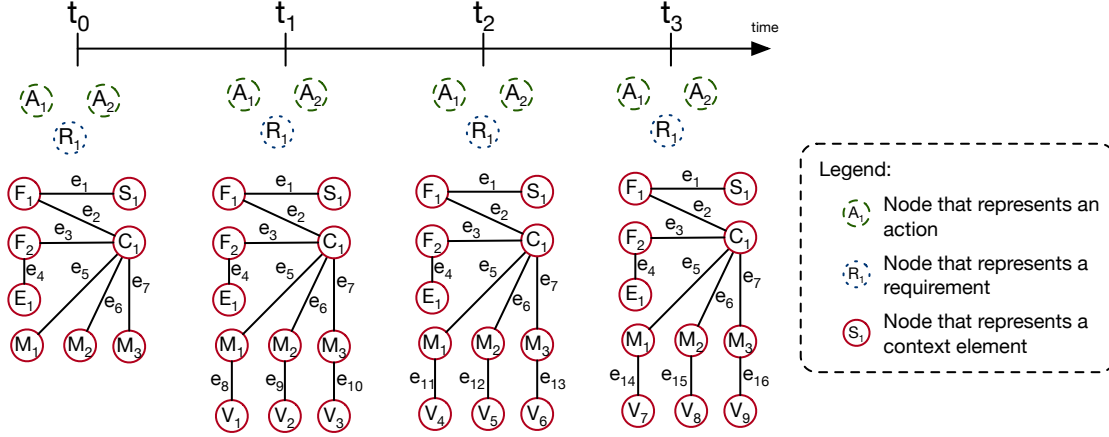 t0 t1 t2 t3 time
A1 A2 A1 A2 A1 A2 A1 A2
R1 R1 R1 R1
F1 e1 S1 F1 e1 S1 F1 e1 S1 F1 e1 S1
e2 e2 e2 e2
F2 e3 C1 F2 e3 C1 F2 e3 C1 F2 e3 C1
e4 e5 e7 e4 e5 e7 e4 e5 e7 e4 e5 e7
E1 e6 E1 e6 E1 e6 E1 e6
M1 M2 M3 M1 M2 M3 M1 M2 M3 M1 M2 M3
e8 e9 e10 e11 e12 e13 e14 e15 e16
V1 V2 V3 V4 V5 V6 V7 V8 V9
Legend:
A1 Node that represents an
action
R1 Node that represents a
requirement
S1 Node that represents a
context element